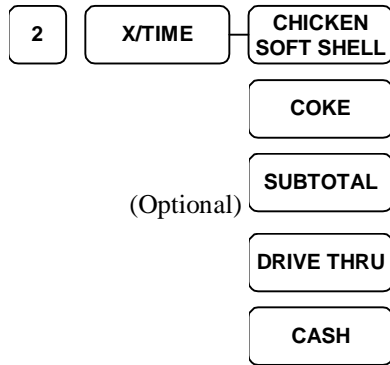 2 X/TIME CHICKEN
SOFT SHELL
COKE
SUBTOTAL
(Optional)
DRIVE THRU
CASH